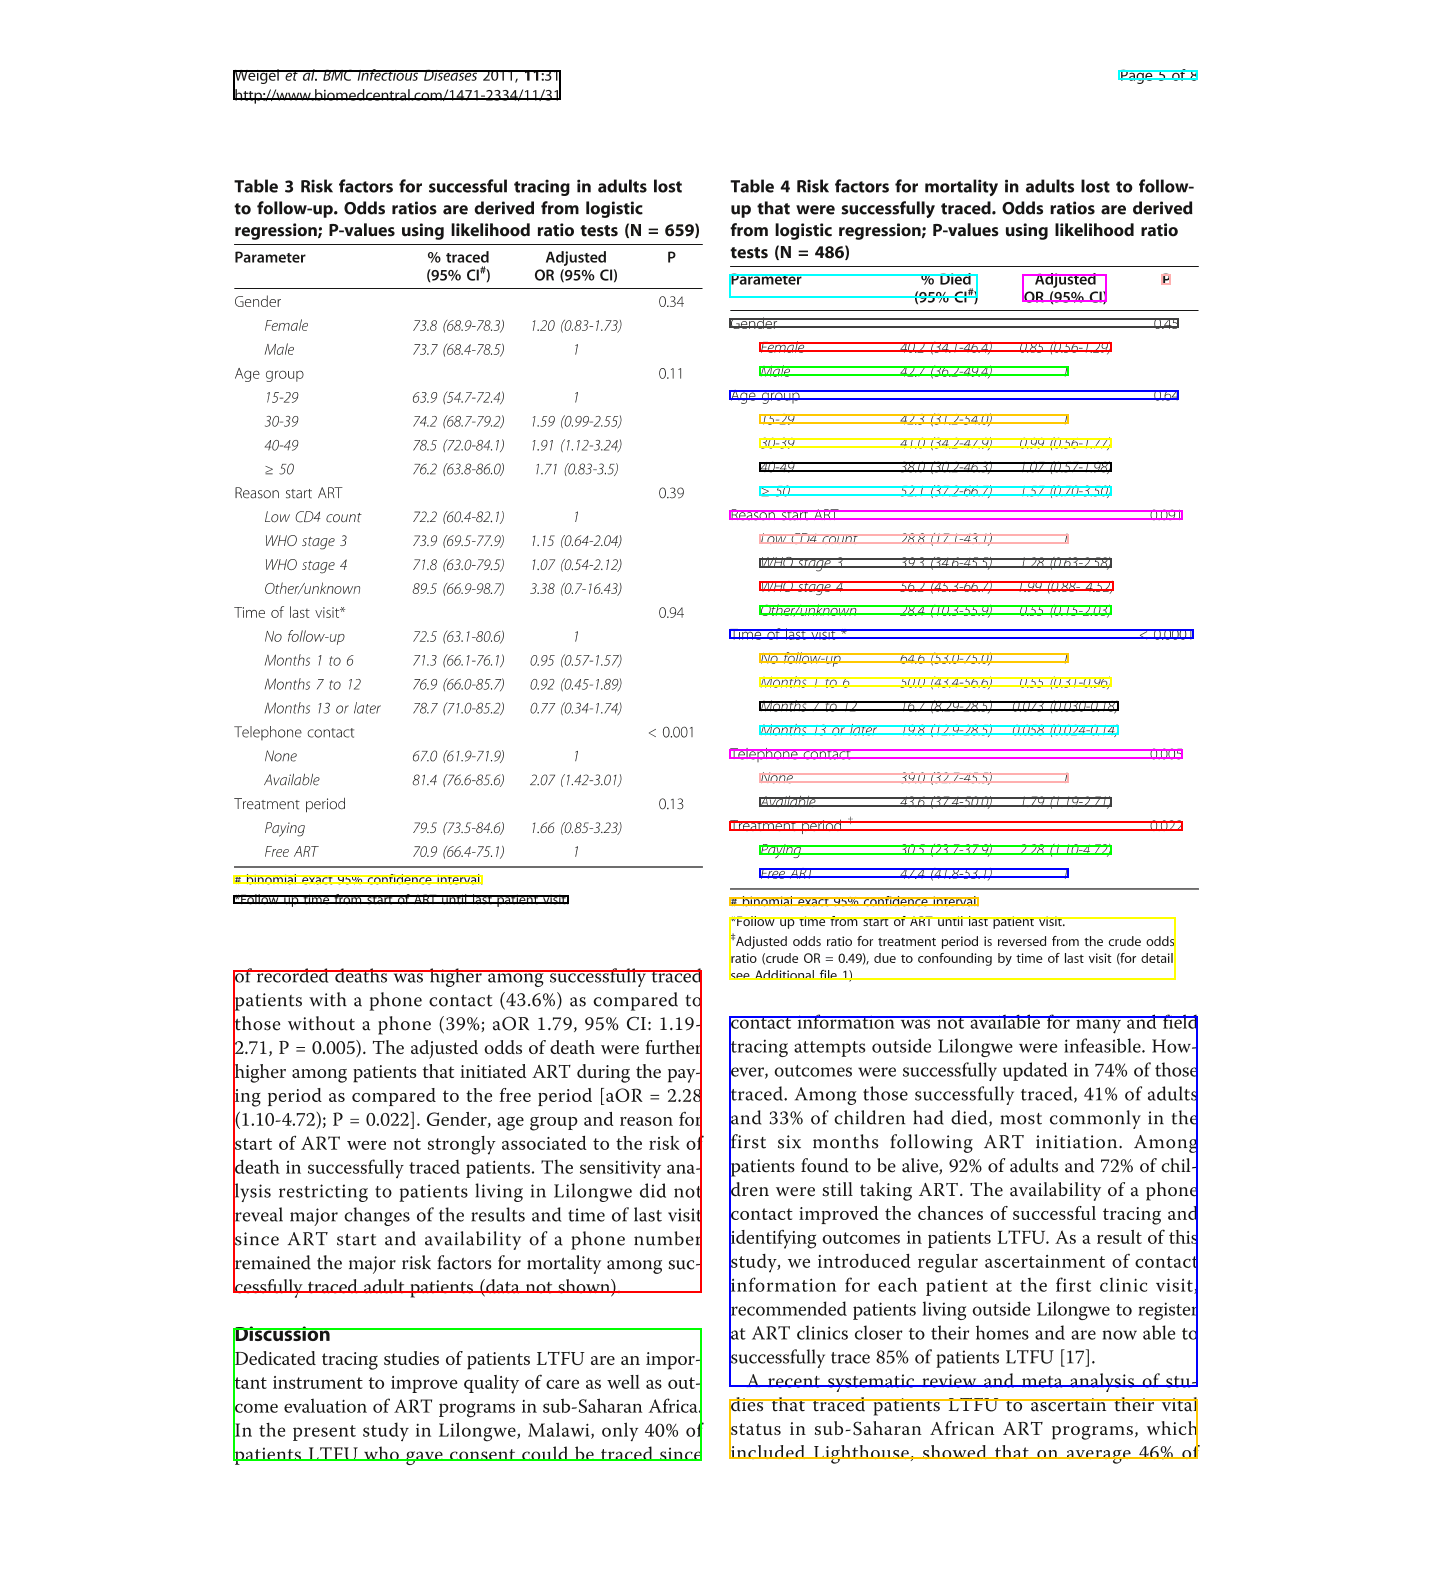 Weigel et al. BMC Infectious Diseases 2011, 11:31
http://www.biomedcentral.com/1471-2334/11/31
Page 5 of 8
Table 3 Risk factors for successful tracing in adults lost
to follow-up. Odds ratios are derived from logistic
regression; P-values using likelihood ratio tests (N = 659)
Parameter % traced Adjusted P
(95% CI#) OR (95% CI)
Gender 0.34
Female 73.8 (68.9-78.3) 1.20 (0.83-1.73)
Male 73.7 (68.4-78.5) 1
Age group 0.11
15-29 63.9 (54.7-72.4) 1
30-39 74.2 (68.7-79.2) 1.59 (0.99-2.55)
40-49 78.5 (72.0-84.1) 1.91 (1.12-3.24)
≥ 50 76.2 (63.8-86.0) 1.71 (0.83-3.5)
Reason start ART 0.39
Low CD4 count 72.2 (60.4-82.1) 1
WHO stage 3 73.9 (69.5-77.9) 1.15 (0.64-2.04)
WHO stage 4 71.8 (63.0-79.5) 1.07 (0.54-2.12)
Other/unknown 89.5 (66.9-98.7) 3.38 (0.7-16.43)
Time of last visit* 0.94
No follow-up 72.5 (63.1-80.6) 1
Months 1 to 6 71.3 (66.1-76.1) 0.95 (0.57-1.57)
Months 7 to 12 76.9 (66.0-85.7) 0.92 (0.45-1.89)
Months 13 or later 78.7 (71.0-85.2) 0.77 (0.34-1.74)
Telephone contact < 0.001
None 67.0 (61.9-71.9) 1
Available 81.4 (76.6-85.6) 2.07 (1.42-3.01)
Treatment period 0.13
Paying 79.5 (73.5-84.6) 1.66 (0.85-3.23)
Free ART 70.9 (66.4-75.1) 1
# binomial exact 95% confidence interval
*Follow up time from start of ART until last patient visit.
of recorded deaths was higher among successfully traced
patients with a phone contact (43.6%) as compared to
those without a phone (39%; aOR 1.79, 95% CI: 1.19-
2.71, P = 0.005). The adjusted odds of death were further
higher among patients that initiated ART during the pay-
ing period as compared to the free period [aOR = 2.28
(1.10-4.72); P = 0.022]. Gender, age group and reason for
start of ART were not strongly associated to the risk of
death in successfully traced patients. The sensitivity ana-
lysis restricting to patients living in Lilongwe did not
reveal major changes of the results and time of last visit
since ART start and availability of a phone number
remained the major risk factors for mortality among suc-
cessfully traced adult patients (data not shown).
Discussion
Dedicated tracing studies of patients LTFU are an impor-
tant instrument to improve quality of care as well as out-
come evaluation of ART programs in sub-Saharan Africa.
In the present study in Lilongwe, Malawi, only 40% of
patients LTFU who gave consent could be traced since
Table 4 Risk factors for mortality in adults lost to follow-
up that were successfully traced. Odds ratios are derived
from logistic regression; P-values using likelihood ratio
tests (N = 486)
Parameter % Died Adjusted P
(95% CI#) OR (95% CI)
Gender 0.45
Female 40.2 (34.1-46.4) 0.85 (0.56-1.29)
Male 42.7 (36.2-49.4) 1
Age group 0.64
15-29 42.3 (31.2-54.0) 1
30-39 41.0 (34.2-47.9) 0.99 (0.56-1.77)
40-49 38.0 (30.2-46.3) 1.07 (0.57-1.98)
≥ 50 52.1 (37.2-66.7) 1.57 (0.70-3.50)
Reason start ART 0.091
Low CD4 count 28.8 (17.1-43.1) 1
WHO stage 3 39.3 (34.6-45.5) 1.28 (0.63-2.58)
WHO stage 4 56.2 (45.3-66.7) 1.99 (0.88- 4.52)
Other/unknown 28.4 (10.3-55.9) 0.55 (0.15-2.03)
Time of last visit * < 0.0001
No follow-up 64.6 (53.0-75.0) 1
Months 1 to 6 50.0 (43.4-56.6) 0.55 (0.31-0.96)
Months 7 to 12 16.7 (8.29-28.5) 0.073 (0.030-0.18)
Months 13 or later 19.8 (12.9-28.5) 0.058 (0.024-0.14)
Telephone contact 0.005
None 39.0 (32.7-45.5) 1
Available 43.6 (37.4-50.0) 1.79 (1.19-2.71)
Treatment period ‡ 0.022
Paying 30.5 (23.7-37.9) 2.28 (1.10-4.72)
Free ART 47.4 (41.8-53.1) 1
# binomial exact 95% confidence interval
*Follow up time from start of ART until last patient visit.
‡Adjusted odds ratio for treatment period is reversed from the crude odds
ratio (crude OR = 0.49), due to confounding by time of last visit (for detail
see Additional file 1)
contact information was not available for many and field
tracing attempts outside Lilongwe were infeasible. How-
ever, outcomes were successfully updated in 74% of those
traced. Among those successfully traced, 41% of adults
and 33% of children had died, most commonly in the
first six months following ART initiation. Among
patients found to be alive, 92% of adults and 72% of chil-
dren were still taking ART. The availability of a phone
contact improved the chances of successful tracing and
identifying outcomes in patients LTFU. As a result of this
study, we introduced regular ascertainment of contact
information for each patient at the first clinic visit,
recommended patients living outside Lilongwe to register
at ART clinics closer to their homes and are now able to
successfully trace 85% of patients LTFU [17].
A recent systematic review and meta analysis of stu-
dies that traced patients LTFU to ascertain their vital
status in sub-Saharan African ART programs, which
included Lighthouse, showed that on average 46% of